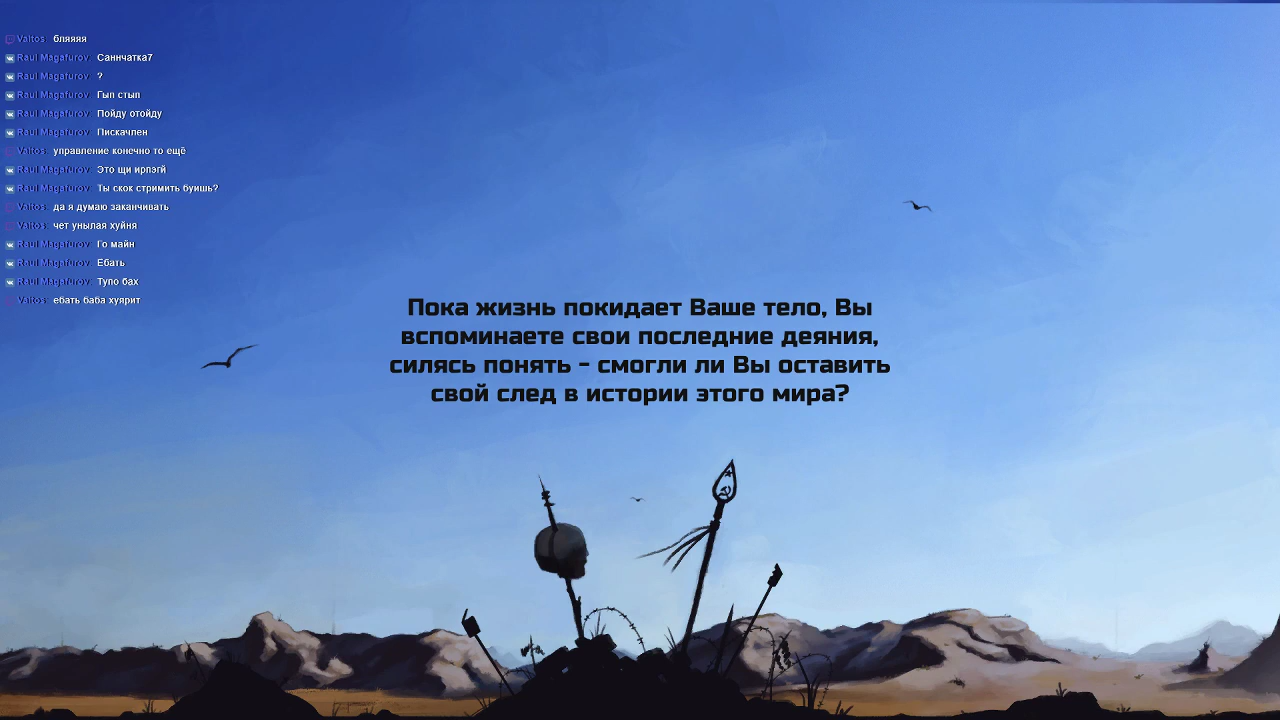 Valtos: бляяяя
Raul Magafurov: Саннчатка7
Raul Magafurov: ?
Raul Magafurov: Гып стып
Raul Magafurov: Пойду отойду
Raul Magafurov: Пискачлен
Valtos: управление конечно то ещё
Raul Magafurov: Это щи ирпэгй
Raul Magafurov: Ты скок стримить буишь?
Valtos: да я думаю заканчивать
Valtos: чет унылая хуйня
Raul Magafurov: Го майн
Raul Magafurov: Ебать
Raul Magafurov: Тупо бах
Valtos: ебать баба хуярит
Пока жизнь покидает Ваше тело, Вы
вспоминаете свои последние деяния,
силясь понять - смогли ли Вы оставить
свой след в истории этого мира?